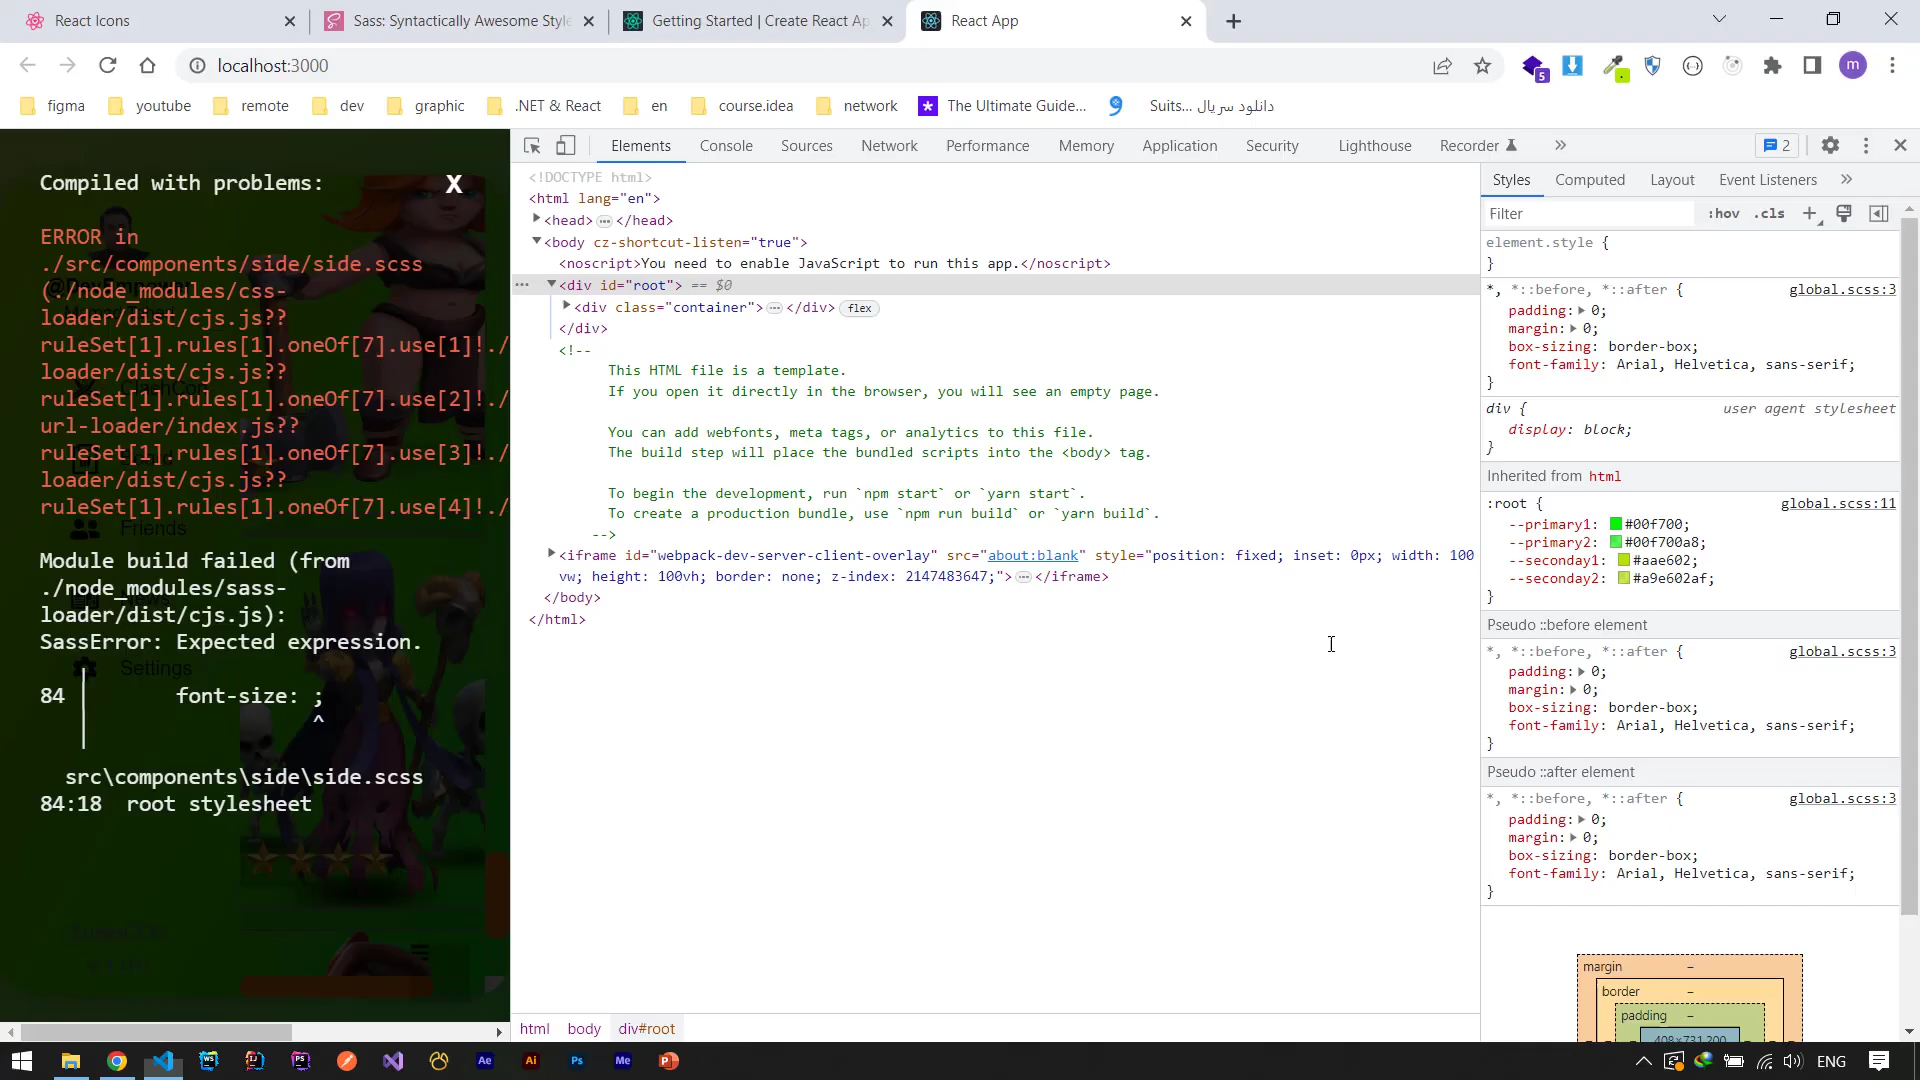 React Icons
Sass: Syntactically Awesome Style
Getting Started | Create React Ap
React App
localhost:3000
5
m
figma
youtube
remote
dev
graphic
.NET & React
en
course.idea
network
The Ultimate Guide...
Suits... دانلود سریال
Elements
Console
Sources
Network
Performance
Memory
Application
Security
Lighthouse
Recorder
2
Compiled with problems:
X
ERROR in
./src/components/side/side.scss
(./node_modules/css-
loader/dist/cjs.js??
ruleSet[1].rules[1].oneOf[7].use[1]!./
loader/dist/cjs.js??
ruleSet[1].rules[1].oneOf[7].use[2]!./
url-loader/index.js??
ruleSet[1].rules[1].oneOf[7].use[3]!./
loader/dist/cjs.js??
ruleSet[1].rules[1].oneOf[7].use[4]!./
Friends
Module build failed (from
./node_modules/sass-
loader/dist/cjs.js):
SassError: Expected expression.
Settings
84 font-size: ;
^
src\components\side\side.scss
84:18 root stylesheet
<!DOCTYPE html>
<html lang="en">
<head> ... </head>
<body cz-shortcut-listen="true">
<noscript>You need to enable JavaScript to run this app.</noscript>
<div id="root"> == $0
<div class="container"> ... </div> flex
</div>
<!--
This HTML file is a template.
If you open it directly in the browser, you will see an empty page.
You can add webfonts, meta tags, or analytics to this file.
The build step will place the bundled scripts into the <body> tag.
To begin the development, run `npm start` or `yarn start`.
To create a production bundle, use `npm run build` or `yarn build`.
-->
<iframe id="webpack-dev-server-client-overlay" src="about:blank" style="position: fixed; inset: 0px; width: 100
vw; height: 100vh; border: none; z-index: 2147483647;"> ... </iframe>
</body>
</html>
html
body
div#root
Styles
Computed
Layout
Event Listeners
Filter
:hov
.cls
element.style {
}
*, *::before, *::after { global.scss:3
padding: 0;
margin: 0;
box-sizing: border-box;
font-family: Arial, Helvetica, sans-serif;
}
div { user agent stylesheet
display: block;
}
Inherited from html
:root { global.scss:11
--primary1: #00f700;
--primary2: #00f700a8;
--seconday1: #aae602;
--seconday2: #a9e602af;
}
Pseudo ::before element
*, *::before, *::after { global.scss:3
padding: 0;
margin: 0;
box-sizing: border-box;
font-family: Arial, Helvetica, sans-serif;
}
Pseudo ::after element
*, *::before, *::after { global.scss:3
padding: 0;
margin: 0;
box-sizing: border-box;
font-family: Arial, Helvetica, sans-serif;
}
margin –
border –
padding –
408×731.200
WS
PS
Ae
Ai
Ps
Me
P
ENG